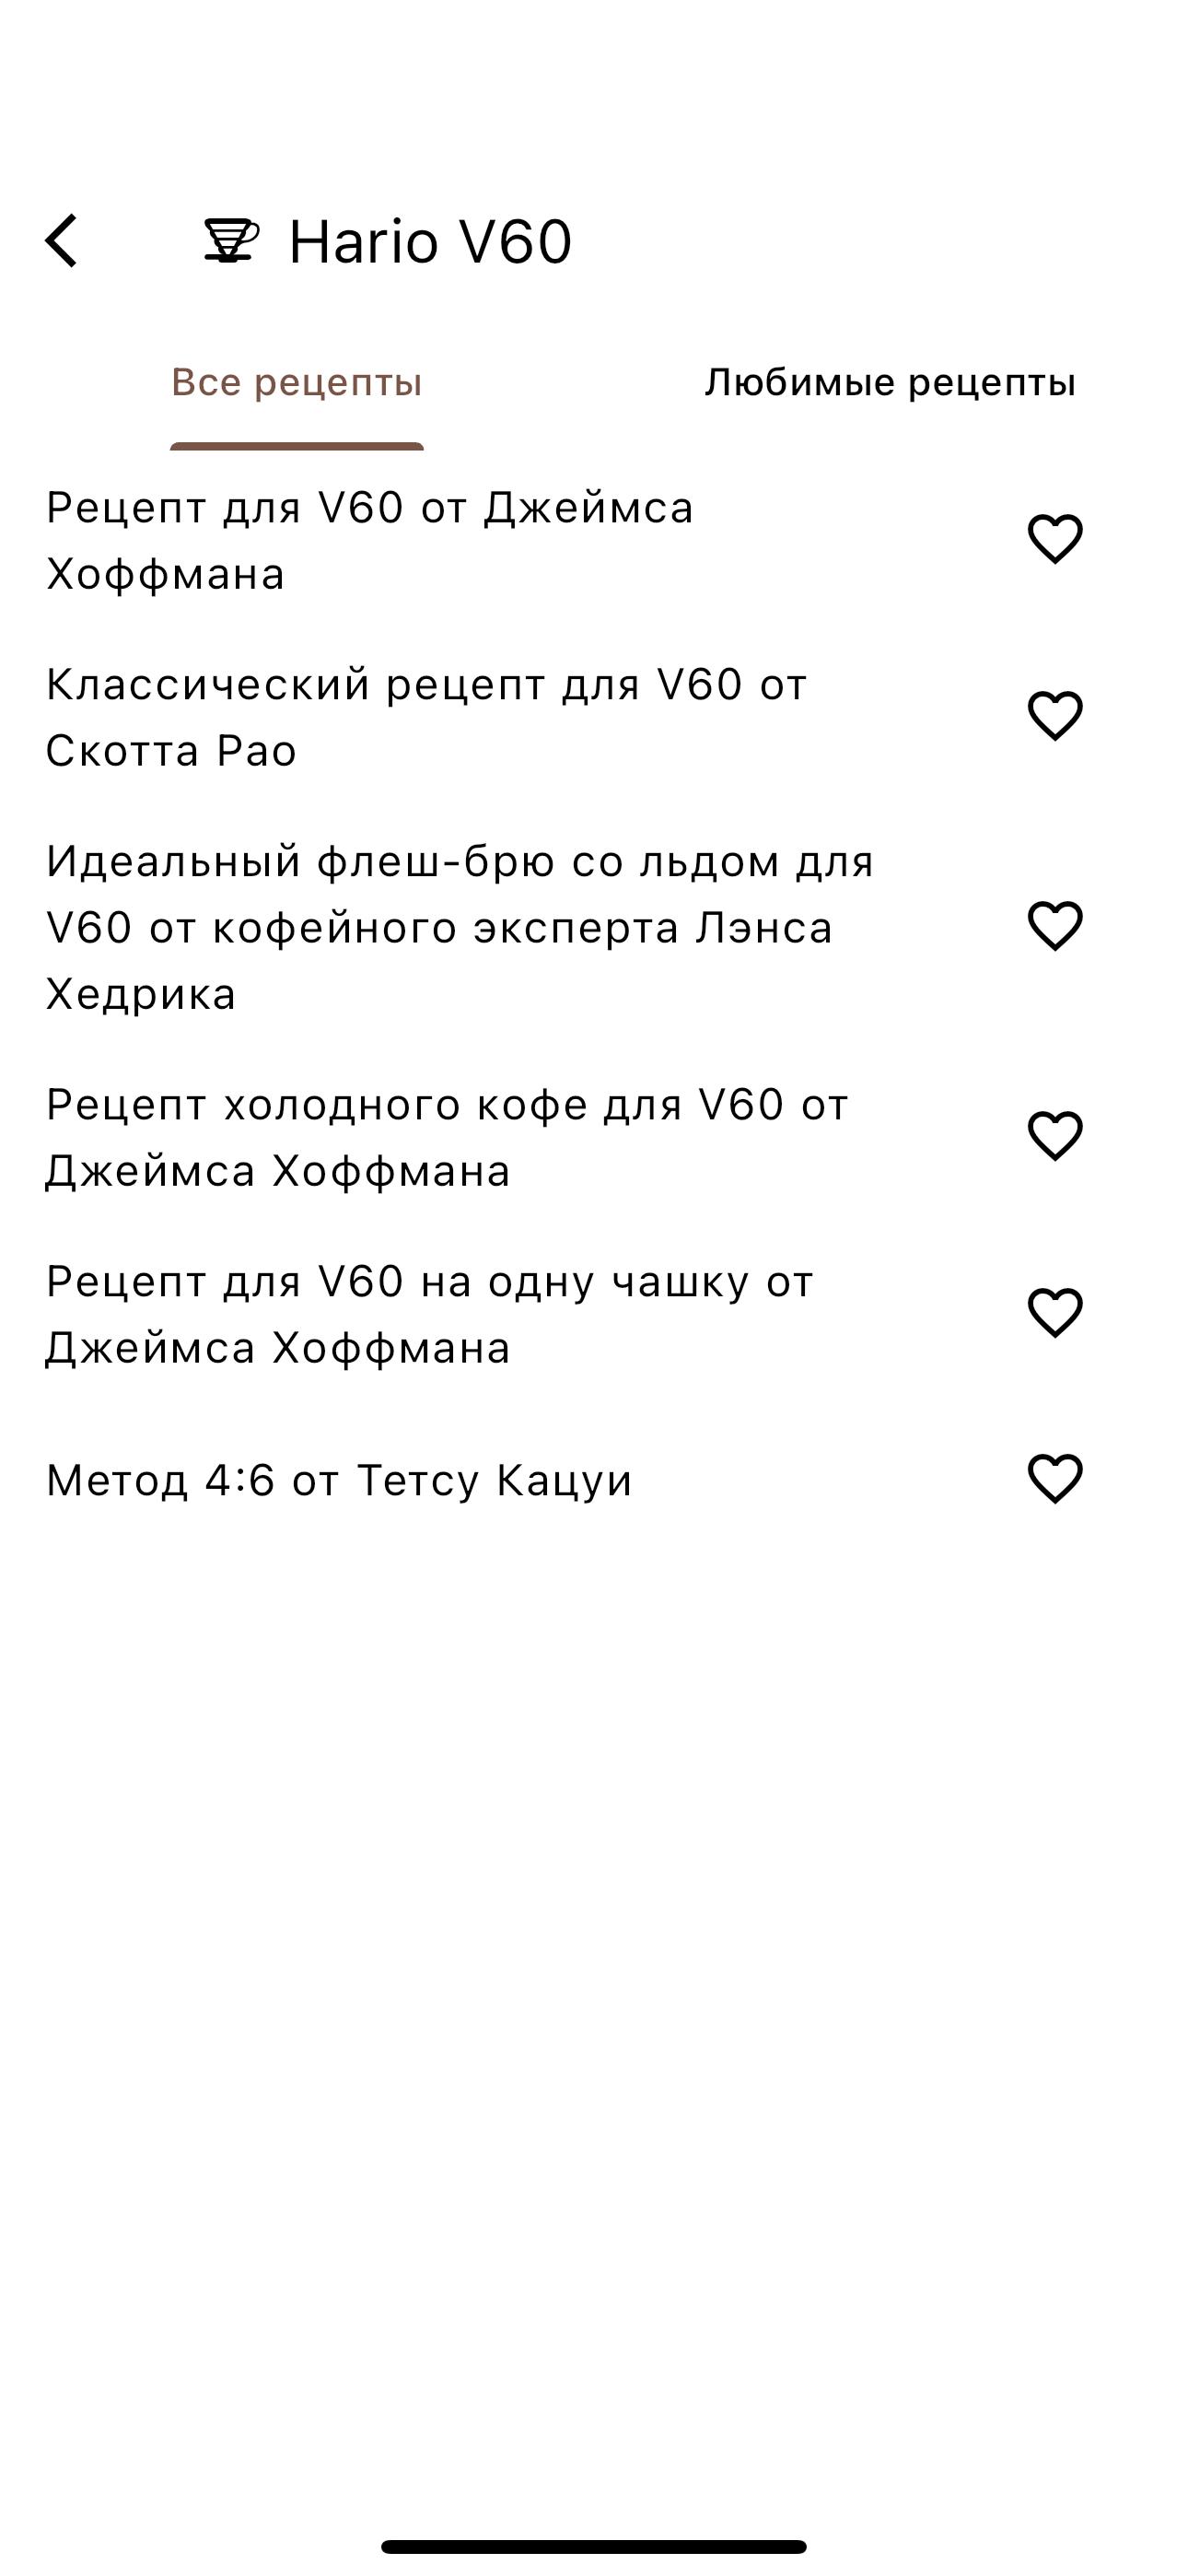 Hario V60
Все рецепты
Любимые рецепты
Рецепт для V60 от Джеймса
Хоффмана
Классический рецепт для V60 от
Скотта Рао
Идеальный флеш-брю со льдом для
V60 от кофейного эксперта Лэнса
Хедрика
Рецепт холодного кофе для V60 от
Джеймса Хоффмана
Рецепт для V60 на одну чашку от
Джеймса Хоффмана
Метод 4:6 от Тетсу Кацуи